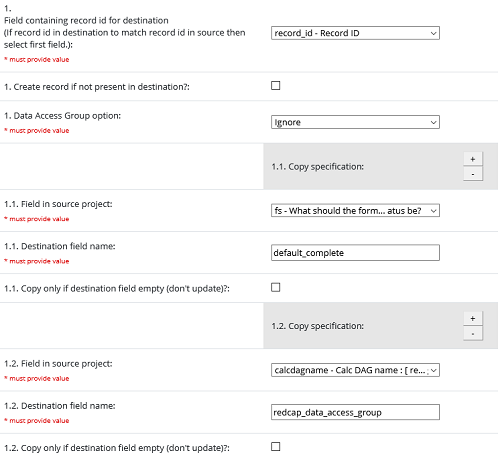 1.
Field containing record id for destination
(If record id in destination to match record id in source then
select first field.):
* must provide value
record_id - Record ID
1. Create record if not present in destination?:
1. Data Access Group option:
* must provide value
Ignore
1.1. Copy specification:
+
-
1.1. Field in source project:
* must provide value
fs - What should the form... atus be?
1.1. Destination field name:
* must provide value
default_complete
1.1. Copy only if destination field empty (don't update)?:
1.2. Copy specification:
+
-
1.2. Field in source project:
* must provide value
calcdagname - Calc DAG name : [ re... ;
1.2. Destination field name:
* must provide value
redcap_data_access_group
1.2. Copy only if destination field empty (don't update)?: